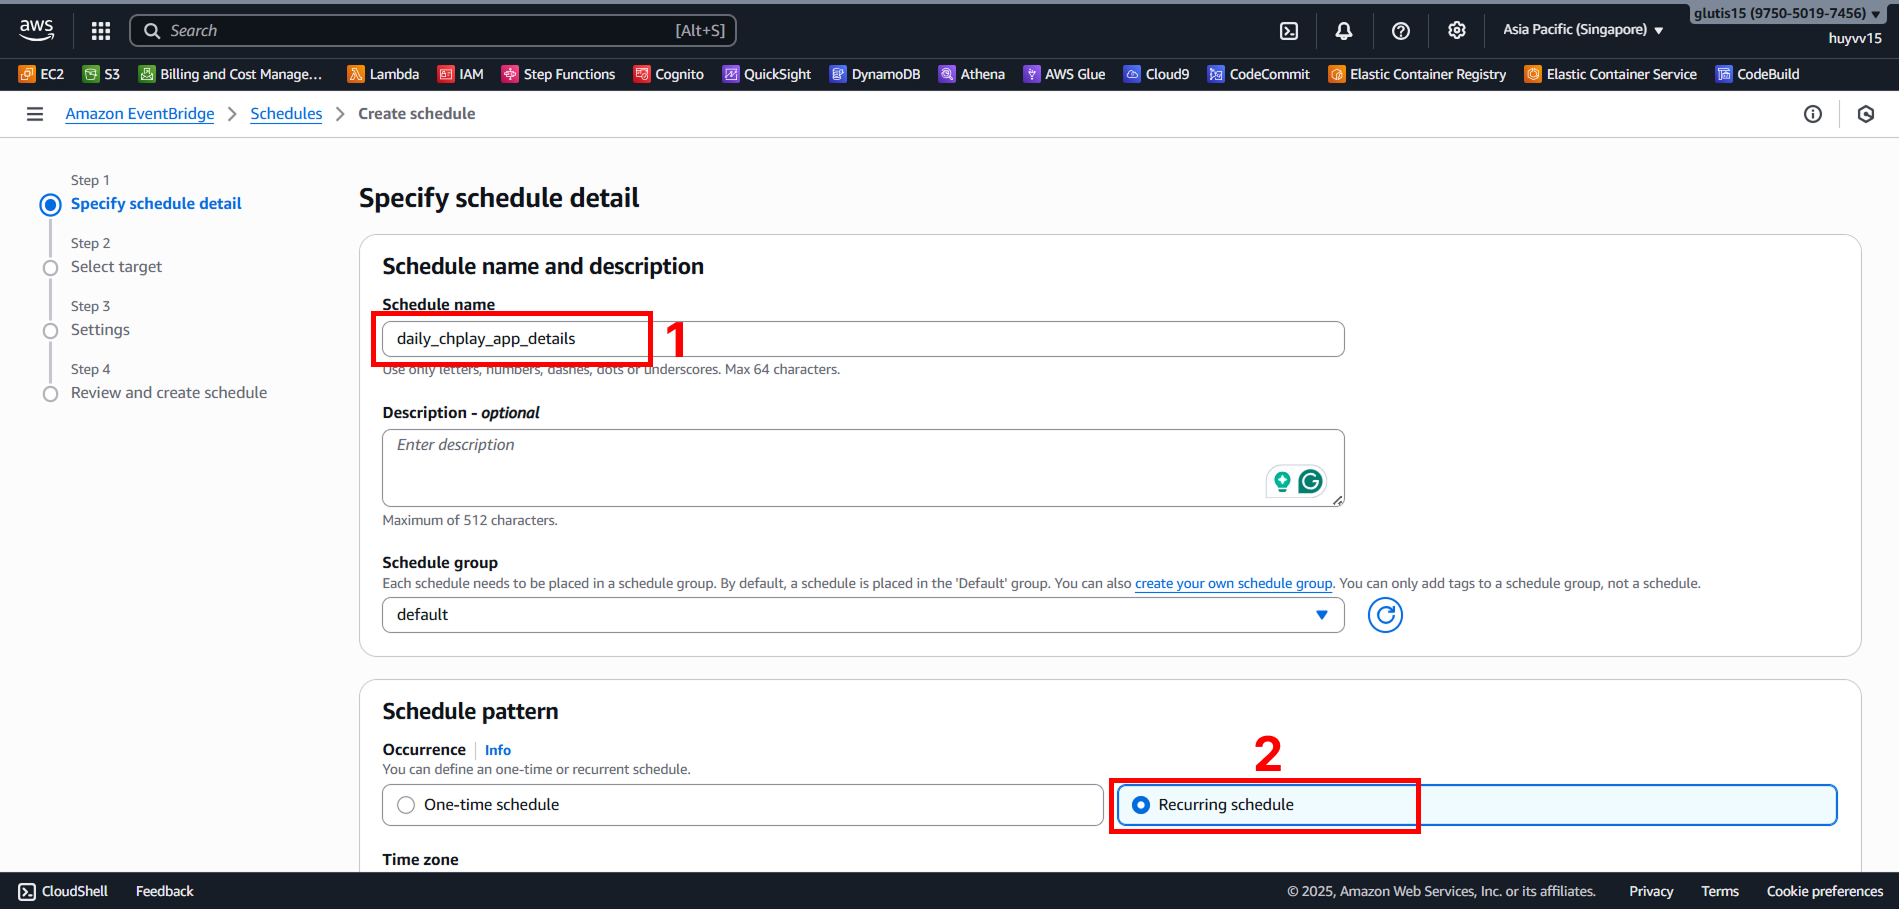 aws
Search [Alt+S]
Asia Pacific (Singapore)
glutis15 (9750-5019-7456)
huyvv15
EC2 S3 Billing and Cost Manage... Lambda IAM Step Functions Cognito QuickSight DynamoDB Athena AWS Glue Cloud9 CodeCommit Elastic Container Registry Elastic Container Service CodeBuild
Amazon EventBridge Schedules Create schedule
Step 1
Specify schedule detail
Step 2
Select target
Step 3
Settings
Step 4
Review and create schedule
Specify schedule detail
Schedule name and description
Schedule name
daily_chplay_app_details
1
Use only letters, numbers, dashes, dots or underscores. Max 64 characters.
Description - optional
Enter description
Maximum of 512 characters.
Schedule group
Each schedule needs to be placed in a schedule group. By default, a schedule is placed in the 'Default' group. You can also create your own schedule group. You can only add tags to a schedule group, not a schedule.
default
Schedule pattern
Occurrence Info
You can define an one-time or recurrent schedule.
2
One-time schedule
Recurring schedule
Time zone
CloudShell Feedback © 2025, Amazon Web Services, Inc. or its affiliates. Privacy Terms Cookie preferences